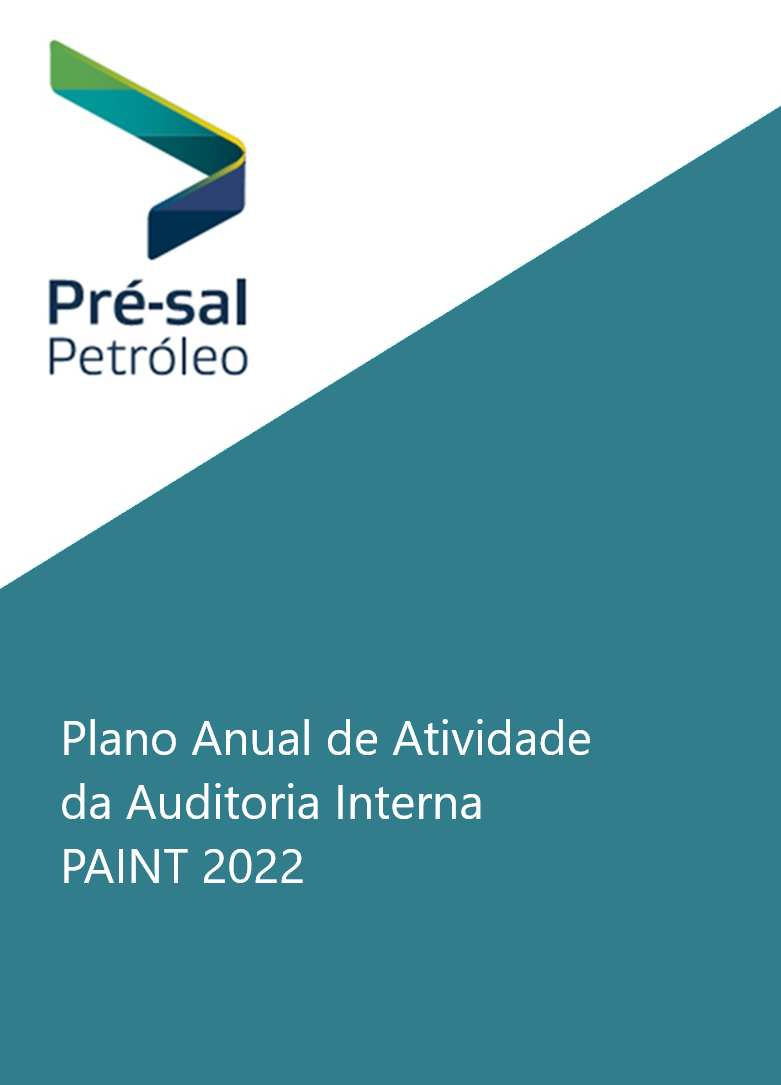 Pré-sal
Petróleo
Plano Anual de Atividade
da Auditoria Interna
PAINT 2022